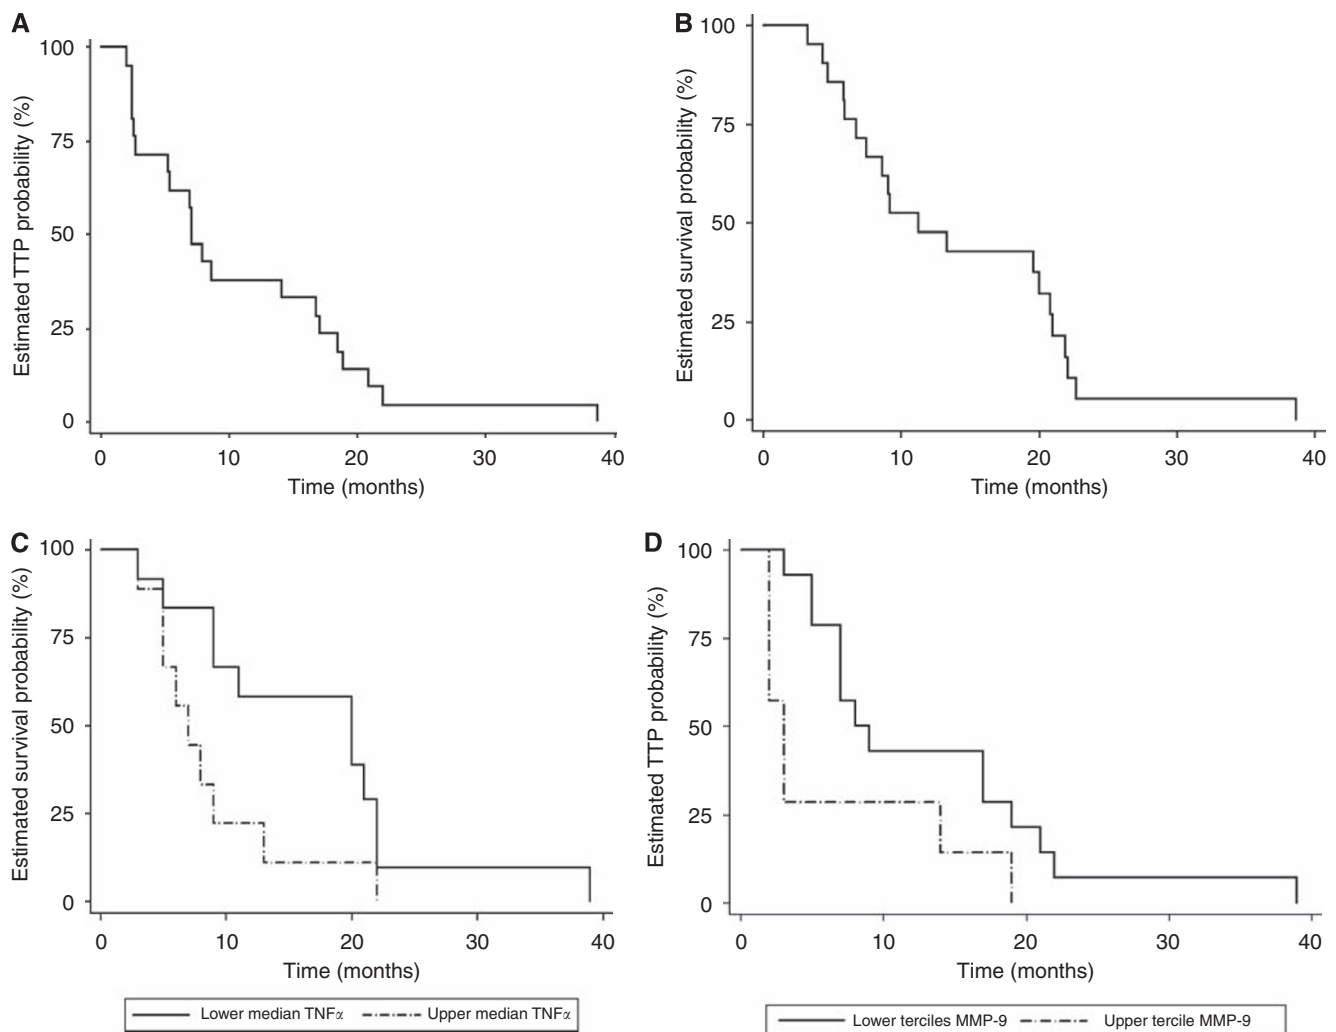 A
Estimated TTP probability (%)
100
75
50
25
0
0 10 20 30 40
Time (months)
B
Estimated survival probability (%)
100
75
50
25
0
0 10 20 30 40
Time (months)
C
Estimated survival probability (%)
100
75
50
25
0
0 10 20 30 40
Time (months)
Lower median TNFα Upper median TNFα
D
Estimated TTP probability (%)
100
75
50
25
0
0 10 20 30 40
Time (months)
Lower terciles MMP-9 Upper tercile MMP-9